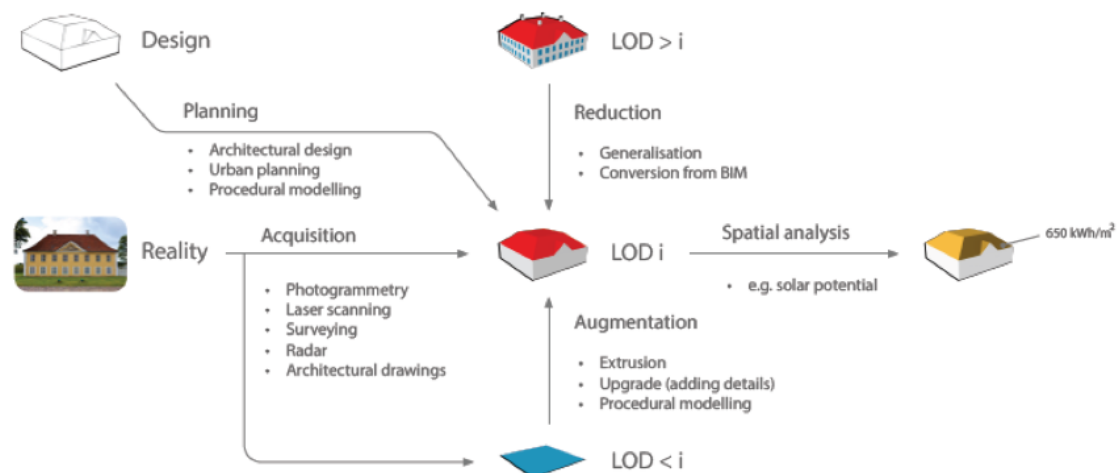 Design
LOD > i
Planning
• Architectural design
• Urban planning
• Procedural modelling
Reduction
• Generalisation
• Conversion from BIM
Reality
Acquisition
• Photogrammetry
• Laser scanning
• Surveying
• Radar
• Architectural drawings
LOD i
Spatial analysis
• e.g. solar potential
650 kWh/m²
Augmentation
• Extrusion
• Upgrade (adding details)
• Procedural modelling
LOD < i